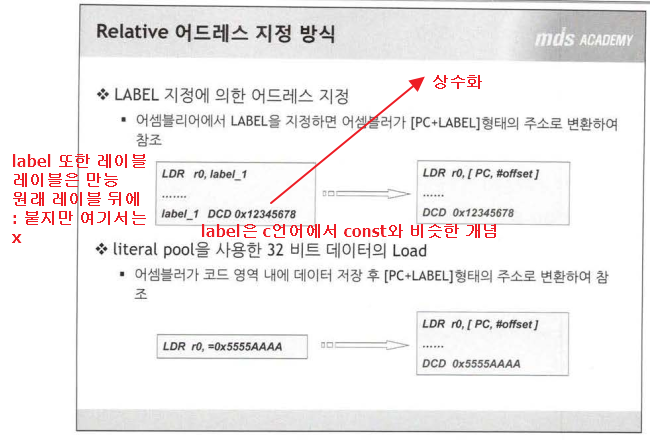 Relative 어드레스 지정 방식
mds ACADEMY
상수화
❖ LABEL 지정에 의한 어드레스 지정
▪ 어셈블리어에서 LABEL을 지정하면 어셈블러가 [PC+LABEL]형태의 주소로 변환하여
참조
label 또한 레이블
레이블은 만능
원래 레이블 뒤에
: 붙지만 여기서는
x
LDR r0, label_1
.......
label_1 DCD 0x12345678
LDR r0, [ PC, #offset ]
......
DCD 0x12345678
label은 c언어에서 const와 비슷한 개념
❖ literal pool을 사용한 32 비트 데이터의 Load
▪ 어셈블러가 코드 영역 내에 데이터 저장 후 [PC+LABEL]형태의 주소로 변환하여 참
조
LDR r0, =0x5555AAAA
LDR r0, [ PC, #offset ]
......
DCD 0x5555AAAA